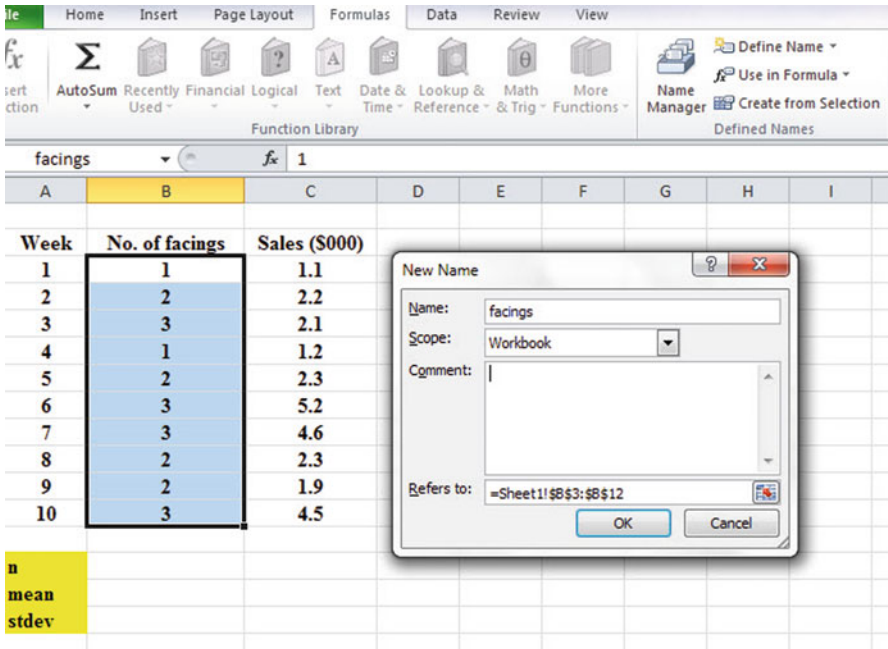 ile Home Insert Page Layout Formulas Data Review View
fx Σ ? A θ
sert AutoSum Recently Financial Logical Text Date & Lookup & Math More Name
ction Used Time Reference & Trig Functions Manager
Define Name
fx Use in Formula
Create from Selection
Function Library Defined Names
facings fx 1
A B C D E F G H I
Week No. of facings Sales ($000)
1 1 1.1
2 2 2.2
3 3 2.1
4 1 1.2
5 2 2.3
6 3 5.2
7 3 4.6
8 2 2.3
9 2 1.9
10 3 4.5
n
mean
stdev
New Name ? X
Name: facings
Scope: Workbook
Comment:
Refers to: =Sheet1!$B$3:$B$12
OK Cancel